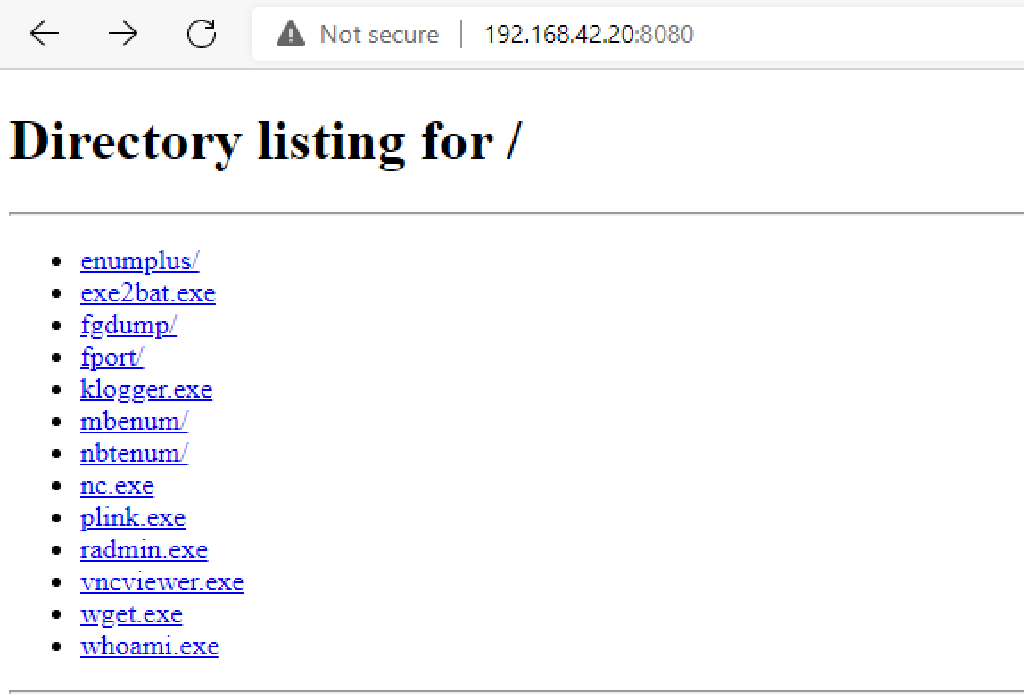 Not secure | 192.168.42.20:8080
Directory listing for /
enumplus/
exe2bat.exe
fgdump/
fport/
klogger.exe
mbenum/
nbtenum/
nc.exe
plink.exe
radmin.exe
vncviewer.exe
wget.exe
whoami.exe